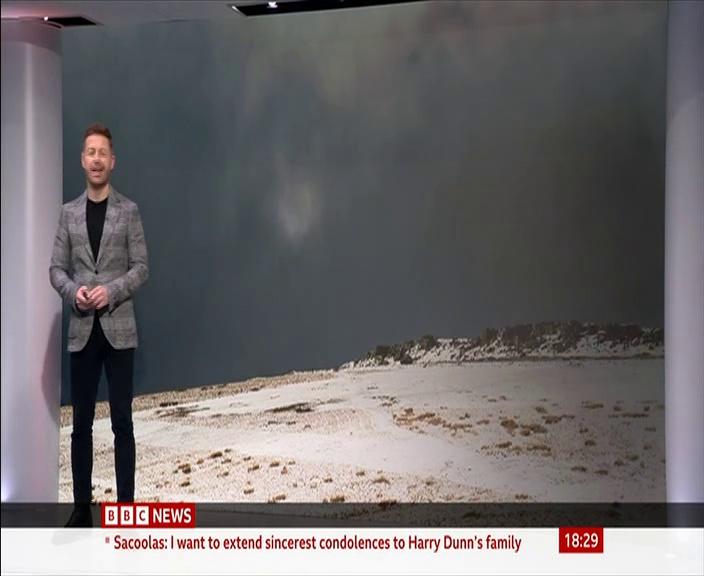 BBC NEWS
Sacoolas: I want to extend sincerest condolences to Harry Dunn's family
18:29